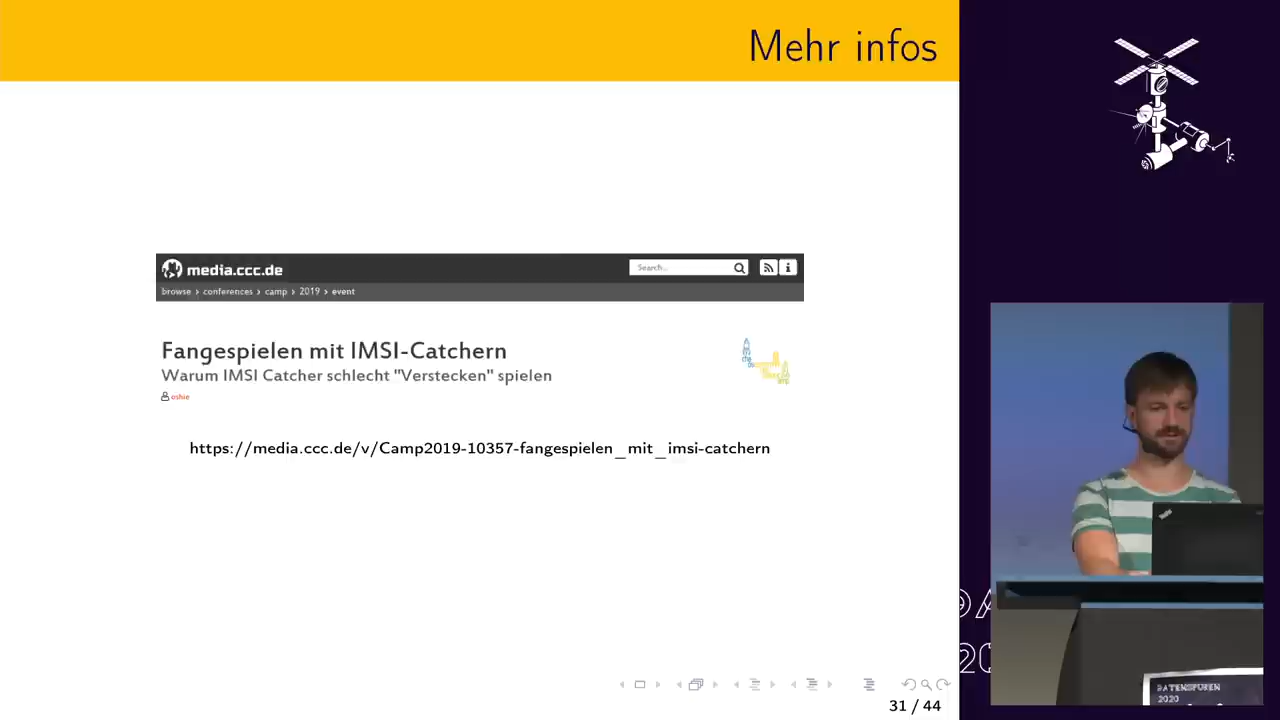 Mehr infos
media.ccc.de
Search...
browse › conferences › camp › 2019 › event
Fangespielen mit IMSI-Catchern
Warum IMSI Catcher schlecht "Verstecken" spielen
oshie
https://media.ccc.de/v/Camp2019-10357-fangespielen_mit_imsi-catchern
31 / 44
DATENSPUREN
2020